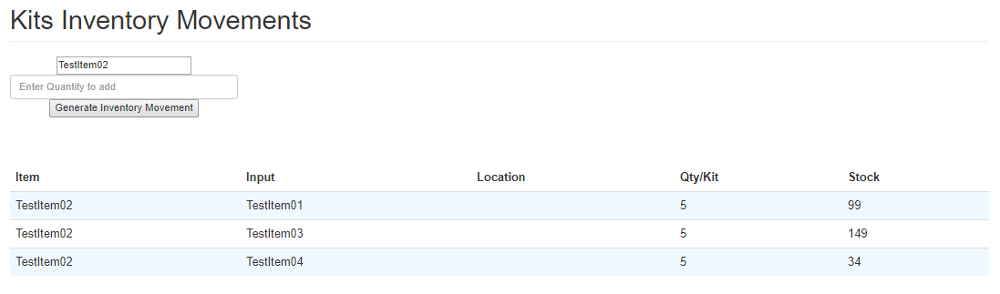 Kits Inventory Movements
TestItem02
Enter Quantity to add
Generate Inventory Movement
Item Input Location Qty/Kit Stock
TestItem02 TestItem01 5 99
TestItem02 TestItem03 5 149
TestItem02 TestItem04 5 34